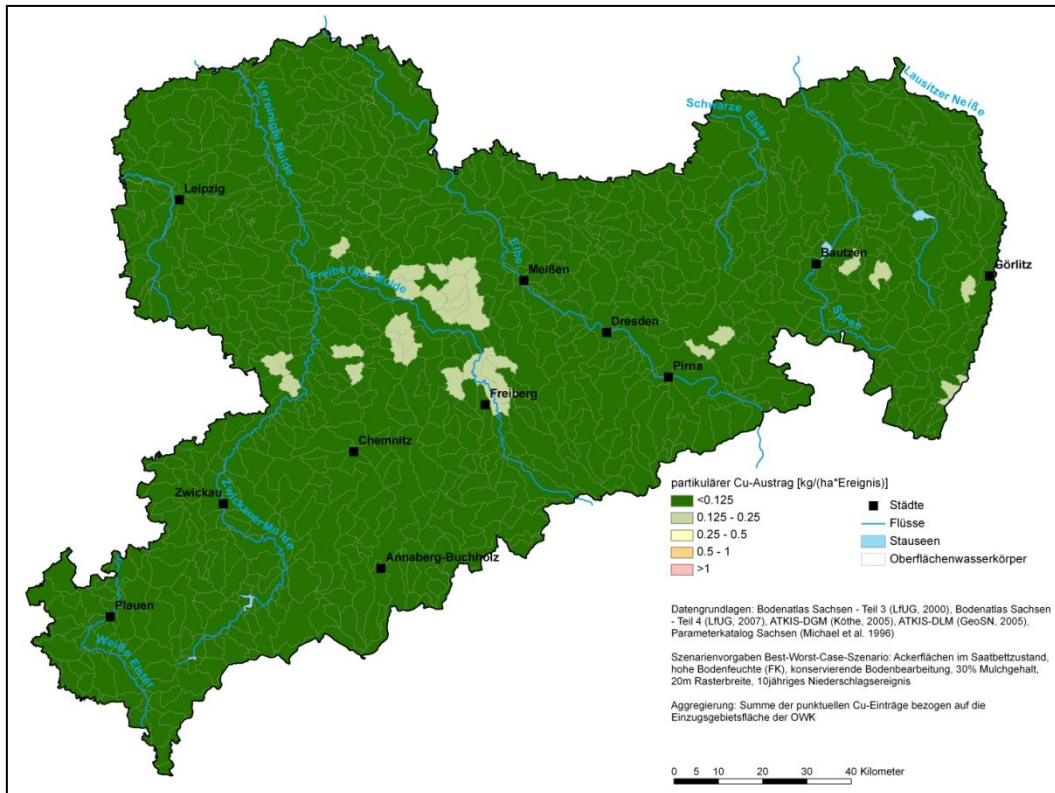 Lausitzer Neiße
Schwarze Elster
Vereinigte Mulde
Leipzig
Elbe
Bautzen
Görlitz
Meißen
Freiberger Mulde
Dresden
Spree
Pirna
Freiberg
Chemnitz
Zwickau
Zwickauer Mulde
Annaberg-Buchholz
Plauen
Weiße Elster
partikulärer Cu-Austrag [kg/(ha*Ereignis)]
<0.125
0.125 - 0.25
0.25 - 0.5
0.5 - 1
>1
Städte
Flüsse
Stauseen
Oberflächenwasserkörper
Datengrundlagen: Bodenatlas Sachsen - Teil 3 (LfUG, 2000), Bodenatlas Sachsen
- Teil 4 (LfUG, 2007), ATKIS-DGM (Köthe, 2005), ATKIS-DLM (GeoSN, 2005),
Parameterkatalog Sachsen (Michael et al. 1996)
Szenarienvorgaben Best-Worst-Case-Szenario: Ackerflächen im Saatbettzustand,
hohe Bodenfeuchte (FK), konservierende Bodenbearbeitung, 30% Mulchgehalt,
20m Rasterbreite, 10jähriges Niederschlagsereignis
Aggregierung: Summe der punktuellen Cu-Einträge bezogen auf die
Einzugsgebietsfläche der OWK
0 5 10 20 30 40 Kilometer